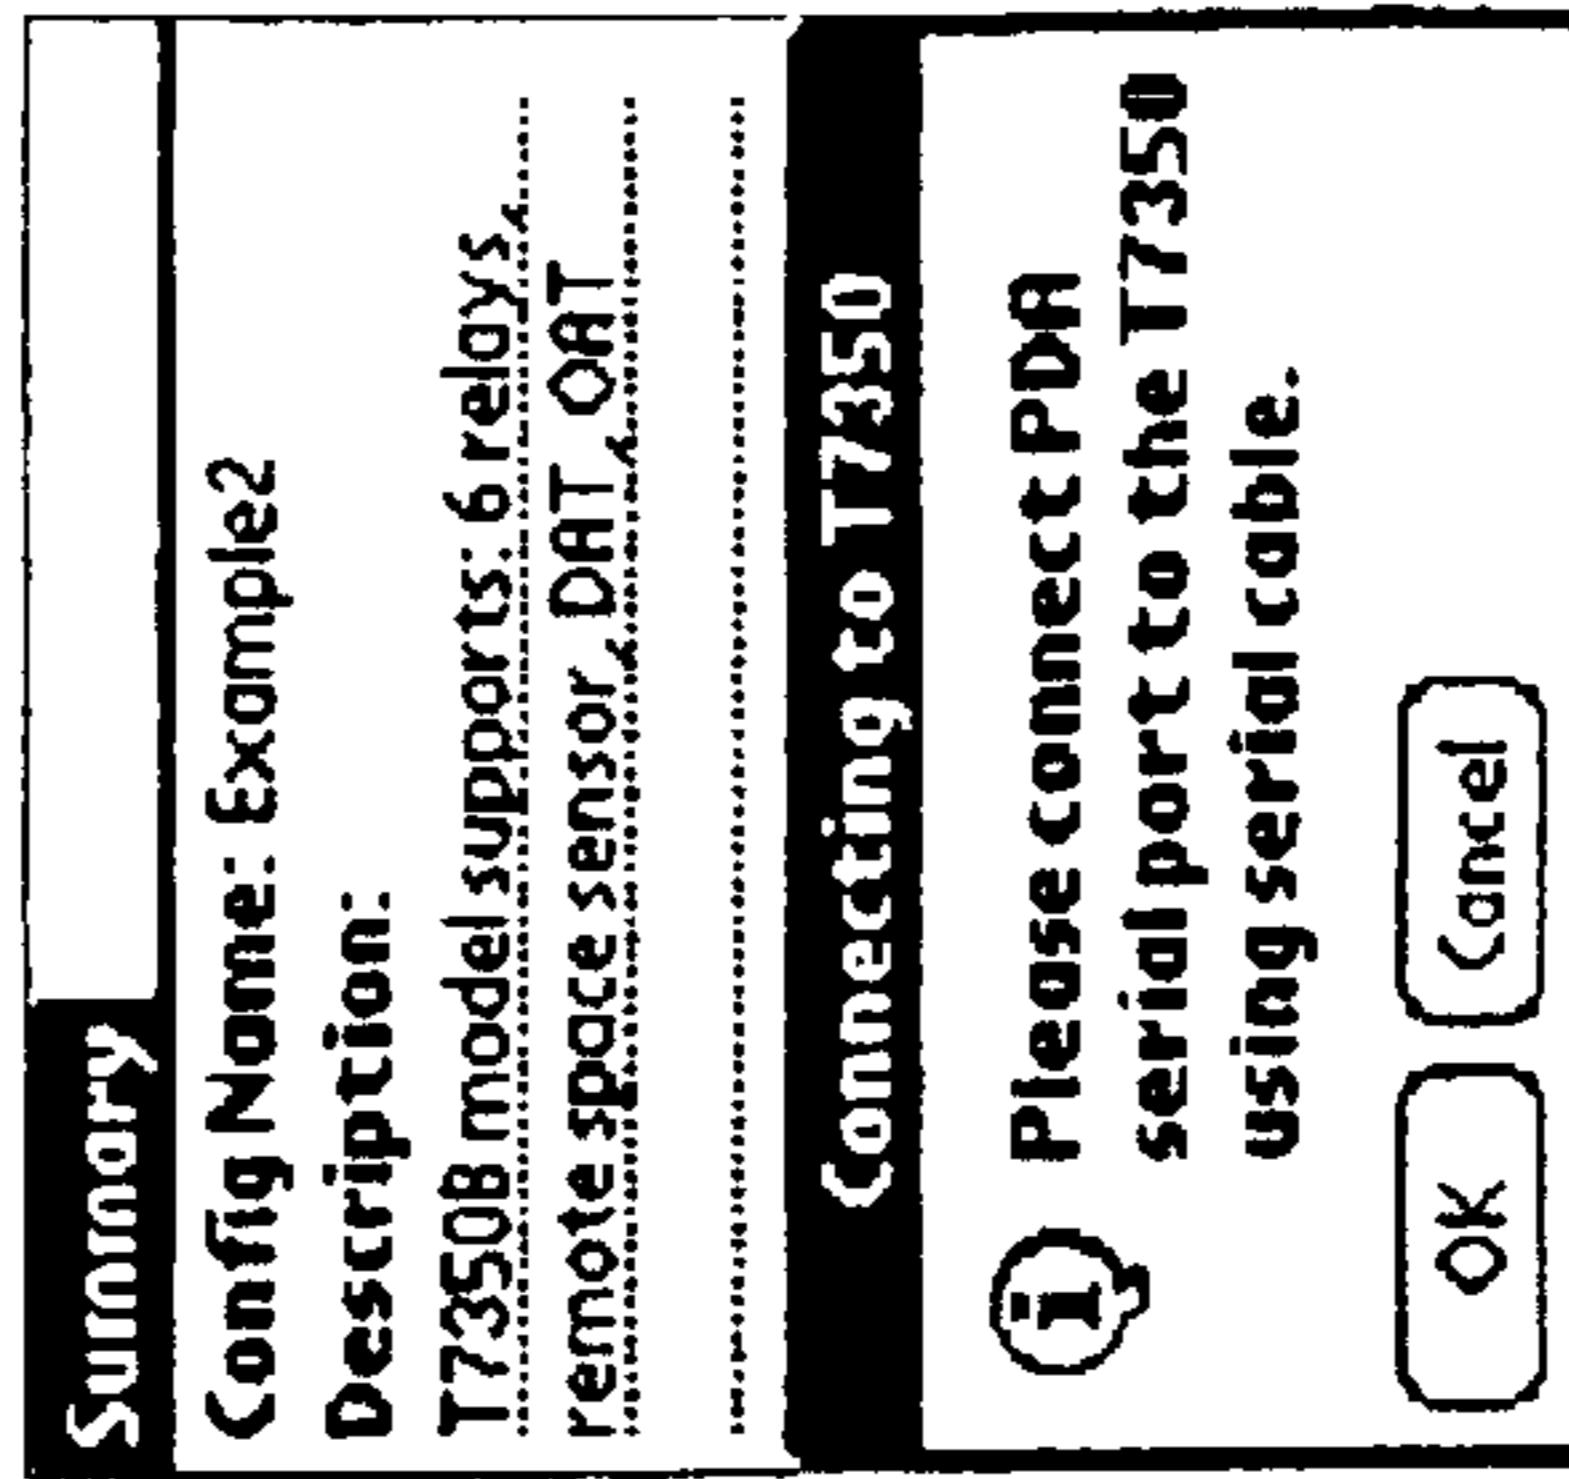 Summary
Config Name: Example2
Description:
T7350B model supports: 6 relays,
remote space sensor, DAT, OAT
Connecting to T7350
Please connect PDA
serial port to the T7350
using serial cable.
OK Cancel